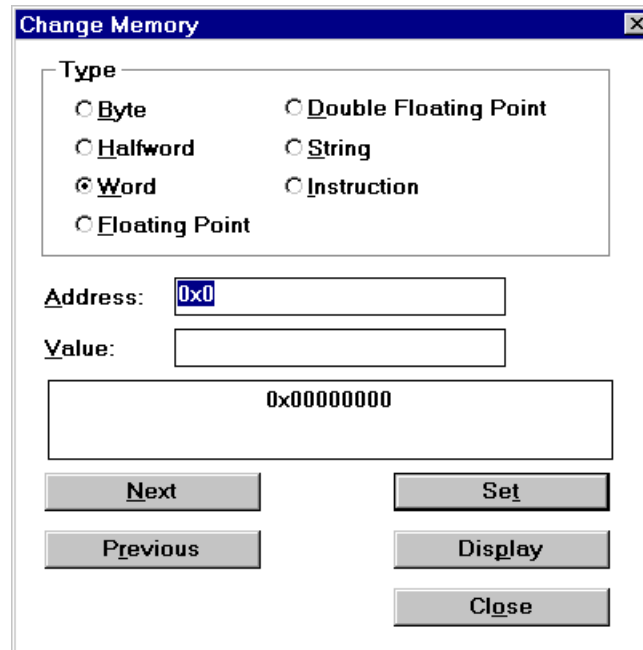 Change Memory
Type
Byte
Double Floating Point
Halfword
String
Word
Instruction
Floating Point
Address: 0x0
Value:
0x00000000
Next
Set
Previous
Display
Close